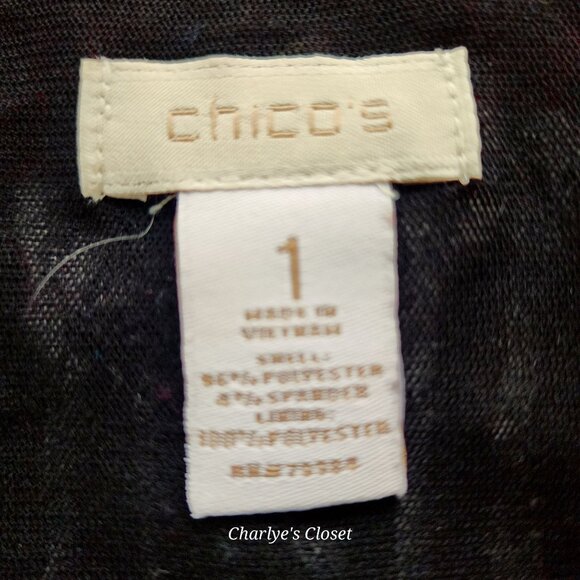 chico's
1
MADE IN
VIETNAM
SHELL:
96% POLYESTER
4% SPANDEX
LINING:
100% POLYESTER
Charlye's Closet